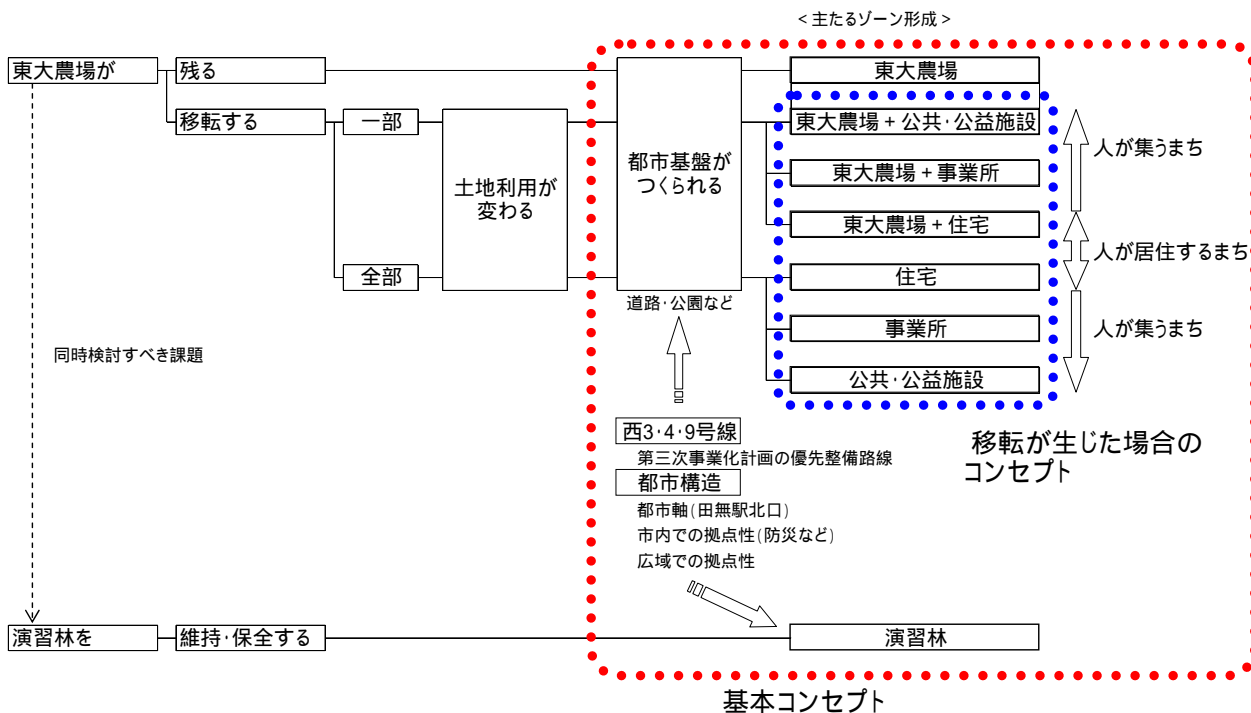 <主たるゾーン形成>
東大農場が
残る
東大農場
移転する
一部
東大農場+公共・公益施設
人が集うまち
都市基盤が
つくられる
土地利用が
変わる
東大農場+事業所
東大農場+住宅
人が居住するまち
全部
住宅
道路・公園など
事業所
人が集うまち
同時検討すべき課題
公共・公益施設
西3・4・9号線
第三次事業化計画の優先整備路線
移転が生じた場合の
コンセプト
都市構造
都市軸(田無駅北口)
市内での拠点性(防災など)
広域での拠点性
演習林を
維持・保全する
演習林
基本コンセプト